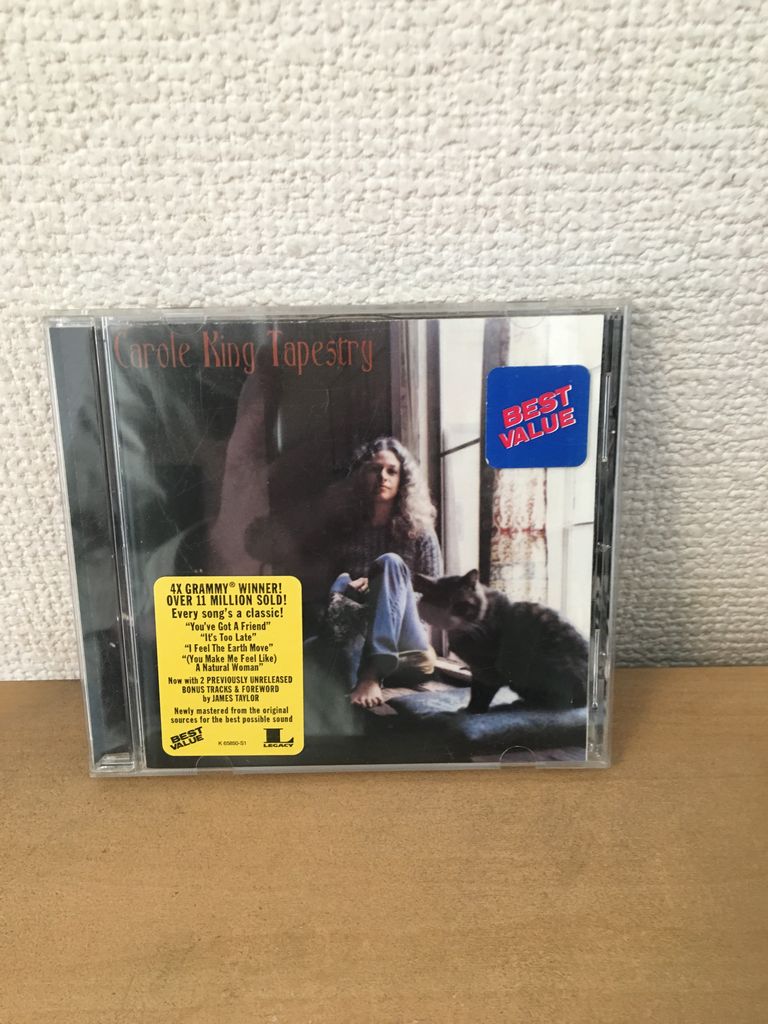 Carole King Tapestry
BEST
VALUE
4X GRAMMY® WINNER!
OVER 11 MILLION SOLD!
Every song's a classic!
"You've Got A Friend"
"It's Too Late"
"I Feel The Earth Move"
"(You Make Me Feel Like)
A Natural Woman"
Now with 2 PREVIOUSLY UNRELEASED
BONUS TRACKS & FOREWORD
by JAMES TAYLOR
Newly mastered from the original
sources for the best possible sound
BEST
VALUE
K 65850-S1
L
LEGACY